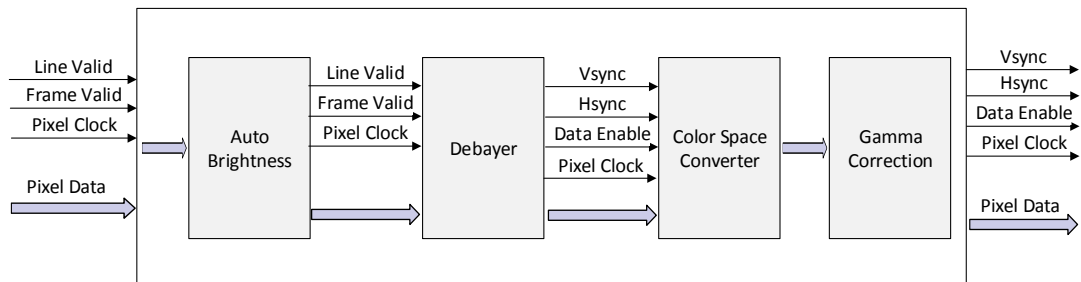 Line Valid
Frame Valid
Pixel Clock
Pixel Data
Auto
Brightness
Line Valid
Frame Valid
Pixel Clock
Debayer
Vsync
Hsync
Data Enable
Pixel Clock
Color Space
Converter
Gamma
Correction
Vsync
Hsync
Data Enable
Pixel Clock
Pixel Data